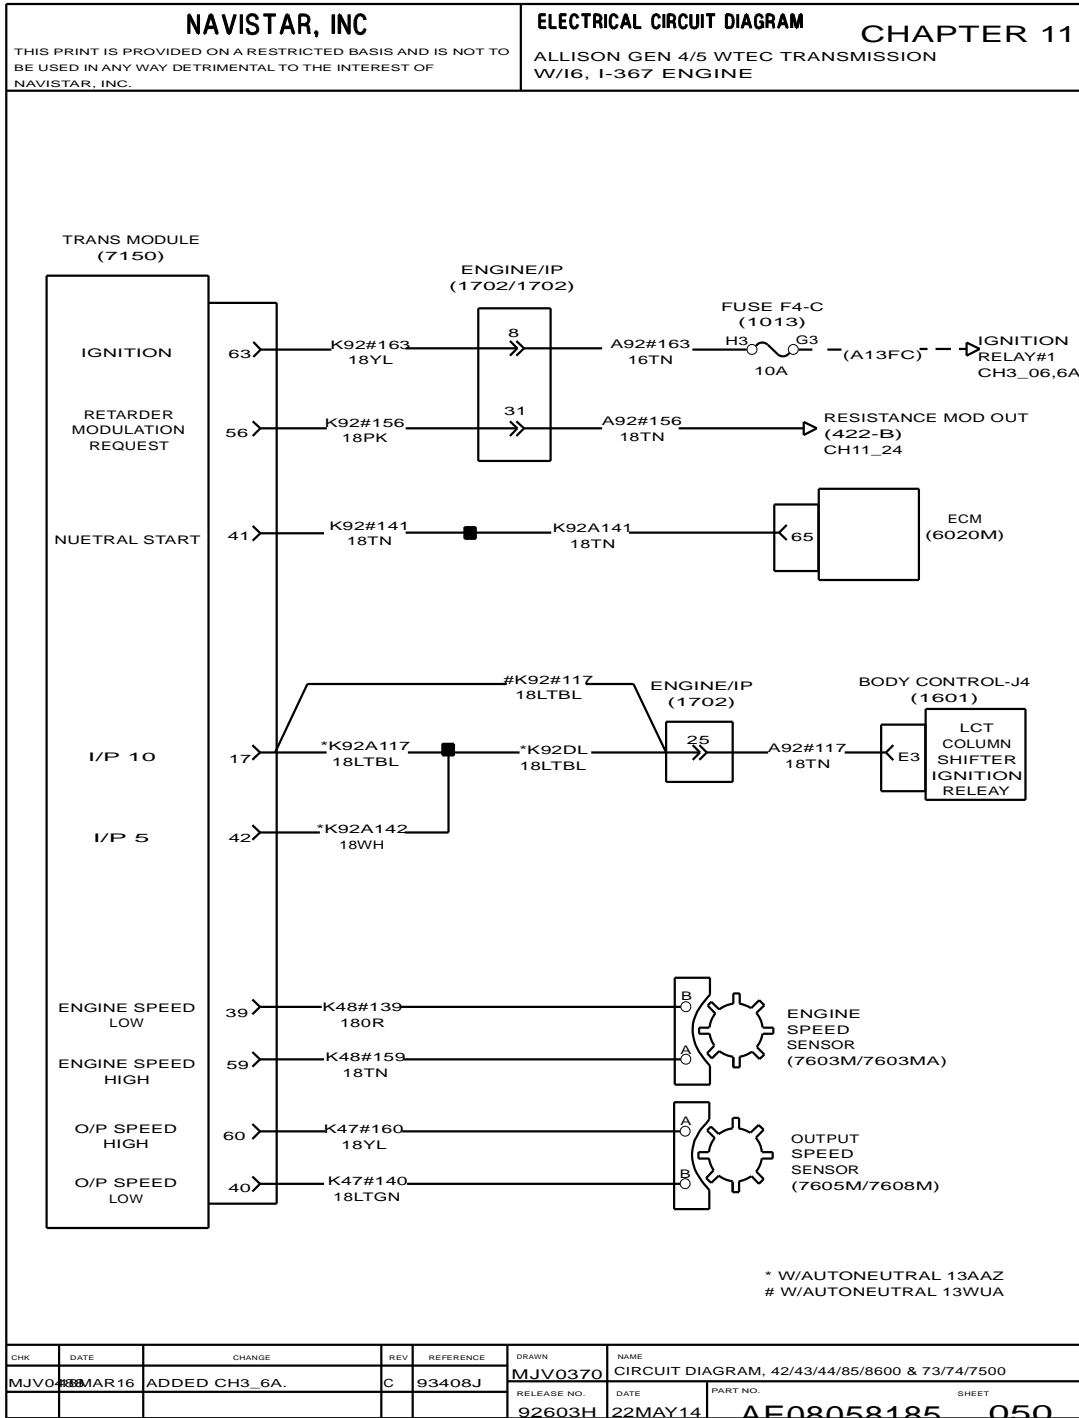 NAVISTAR, INC
THIS PRINT IS PROVIDED ON A RESTRICTED BASIS AND IS NOT TO
BE USED IN ANY WAY DETRIMENTAL TO THE INTEREST OF
NAVISTAR, INC.
ELECTRICAL CIRCUIT DIAGRAM
CHAPTER 11
ALLISON GEN 4/5 WTEC TRANSMISSION
W/I6, I-367 ENGINE
TRANS MODULE
(7150)
ENGINE/IP
(1702/1702)
FUSE F4-C
(1013)
IGNITION
63
K92#163
18YL
8
A92#163
16TN
H3
G3
10A
(A13FC)
IGNITION
RELAY#1
CH3_06,6A
RETARDER
MODULATION
REQUEST
56
K92#156
18PK
31
A92#156
18TN
RESISTANCE MOD OUT
(422-B)
CH11_24
NUETRAL START
41
K92#141
18TN
K92A141
18TN
65
ECM
(6020M)
#K92#117
18LTBL
ENGINE/IP
(1702)
BODY CONTROL-J4
(1601)
I/P 10
17
*K92A117
18LTBL
*K92DL
18LTBL
25
A92#117
18TN
E3
LCT
COLUMN
SHIFTER
IGNITION
RELEAY
I/P 5
42
*K92A142
18WH
ENGINE SPEED
LOW
39
K48#139
180R
B
ENGINE SPEED
HIGH
59
K48#159
18TN
A
ENGINE
SPEED
SENSOR
(7603M/7603MA)
O/P SPEED
HIGH
60
K47#160
18YL
A
O/P SPEED
LOW
40
K47#140
18LTGN
B
OUTPUT
SPEED
SENSOR
(7605M/7608M)
* W/AUTONEUTRAL 13AAZ
# W/AUTONEUTRAL 13WUA
CHK DATE CHANGE REV REFERENCE
ADDED CH3_6A. C 93408J
DRAWN
MJV0370
NAME
CIRCUIT DIAGRAM, 42/43/44/85/8600 & 73/74/7500
RELEASE NO.
92603H
DATE
22MAY14
PART NO.
AE08058185
SHEET
050